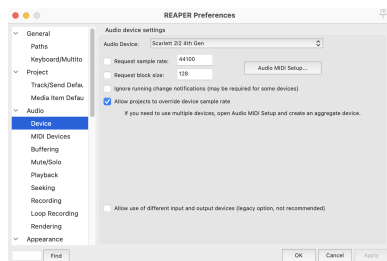 REAPER Preferences
General
Paths
Keyboard/Multito
Project
Track/Send Defau
Media Item Defau
Audio
Device
MIDI Devices
Buffering
Mute/Solo
Playback
Seeking
Recording
Loop Recording
Rendering
Appearance
Find
Audio device settings
Audio Device: Scarlett 2i2 4th Gen
Request sample rate: 44100
Audio MIDI Setup...
Request block size: 128
Ignore running change notifications (may be required for some devices)
Allow projects to override device sample rate
If you need to use multiple devices, open Audio MIDI Setup and create an aggregate device.
Allow use of different input and output devices (legacy option, not recommended)
OK Cancel Apply